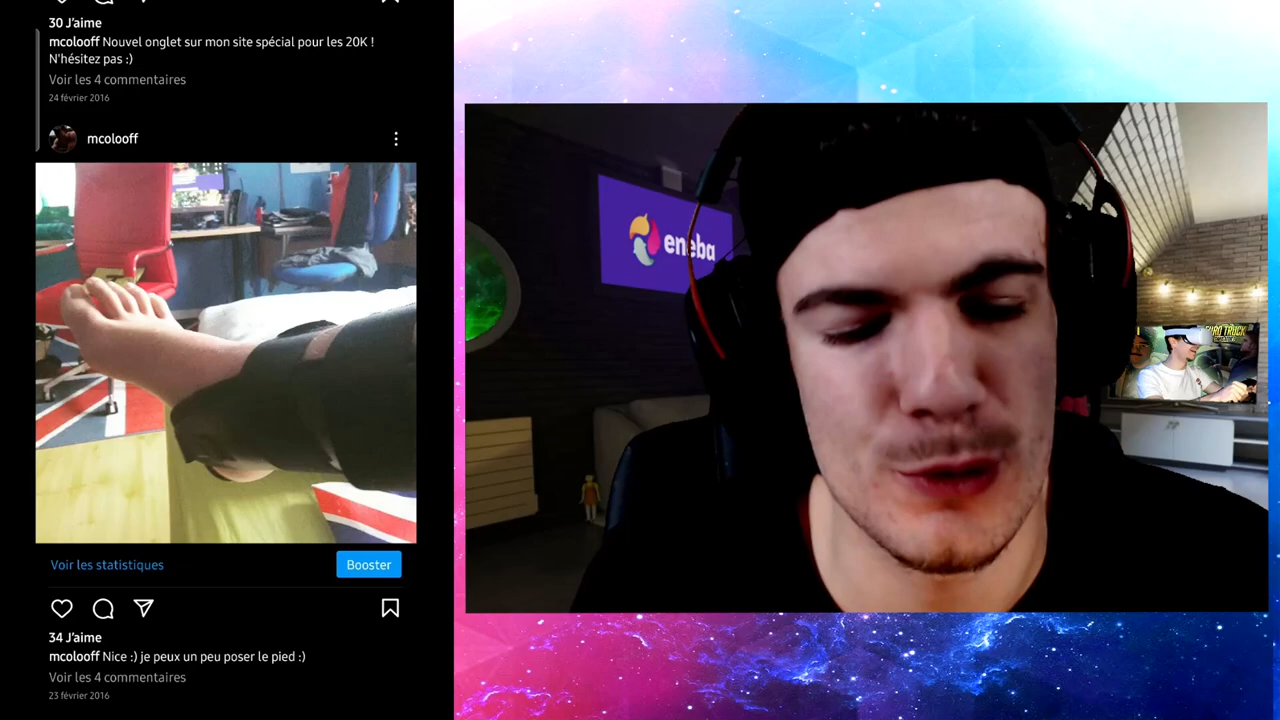 30 J'aime
mcolooff Nouvel onglet sur mon site spécial pour les 20K !
N'hésitez pas :)
Voir les 4 commentaires
24 février 2016
mcolooff
eneba
EURO TRUCK
Voir les statistiques
Booster
34 J'aime
mcolooff Nice :) je peux un peu poser le pied :)
Voir les 4 commentaires
23 février 2016